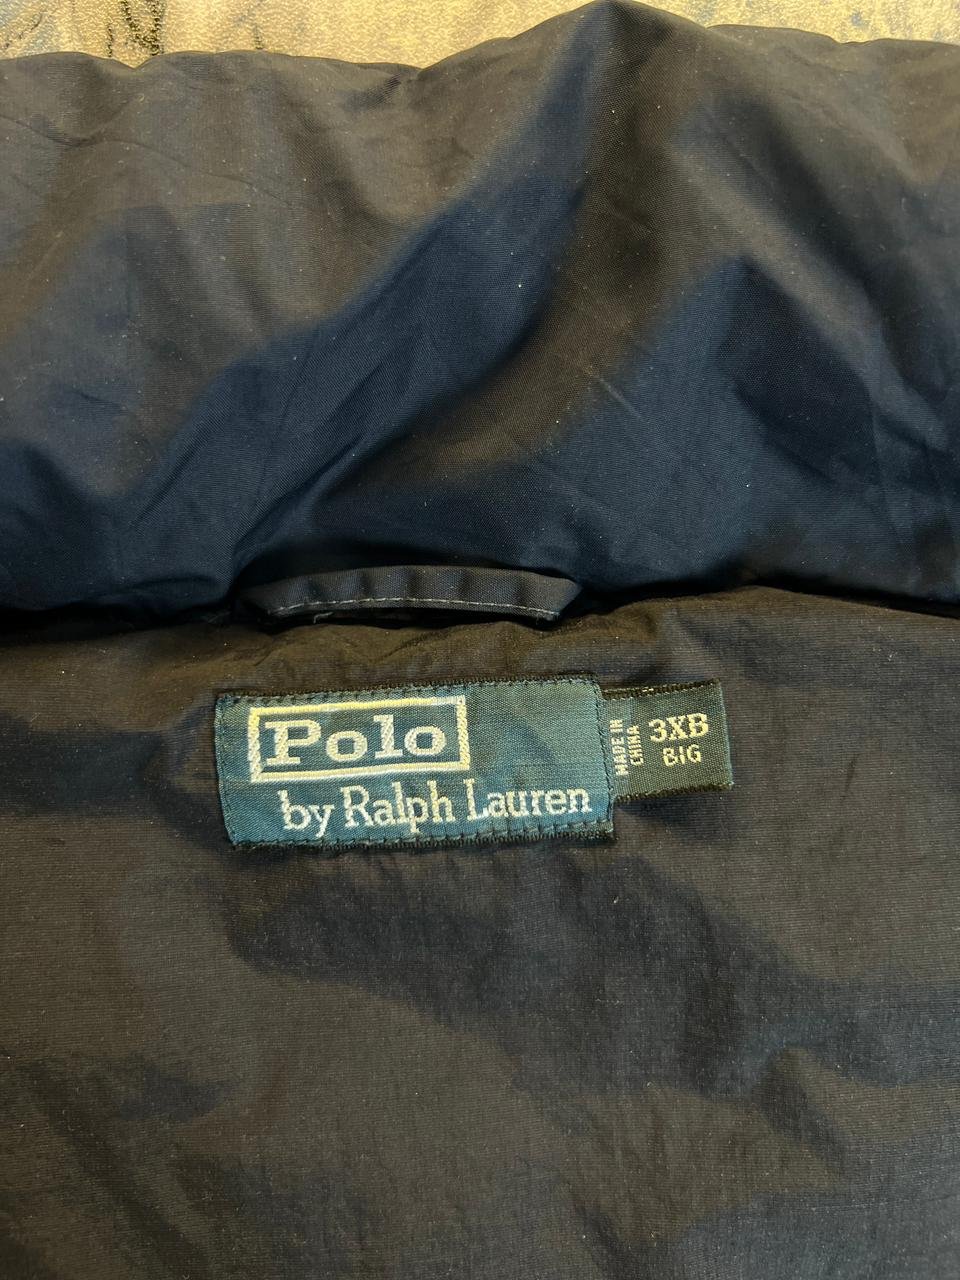 Polo
by Ralph Lauren
MADE IN
CHINA
3XB
BIG